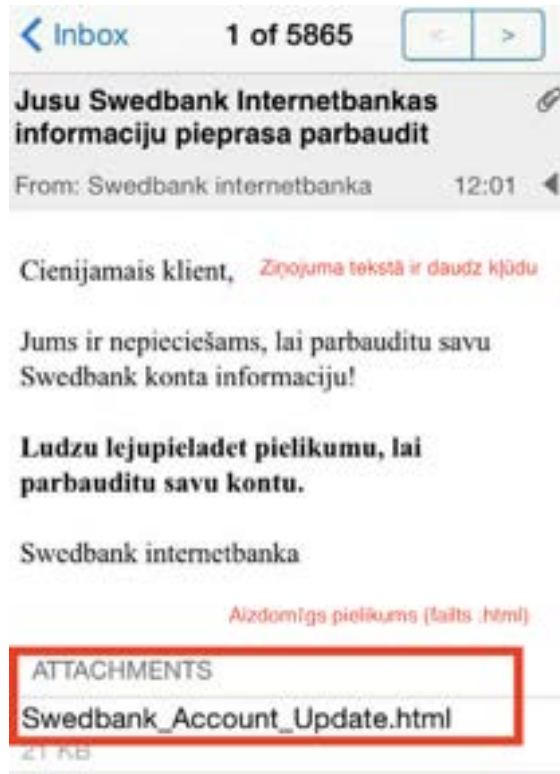 Inbox 1 of 5865 < >
Jusu Swedbank Internetbankas
informaciju pieprasa parbaudit
From: Swedbank internetbanka 12:01
Cienijamais klient, Ziņojuma tekstā ir daudz kļūdu
Jums ir nepieciešams, lai parbauditu savu
Swedbank konta informaciju!
Ludzu lejupieladet pielikumu, lai
parbauditu savu kontu.
Swedbank internetbanka
Aizdomīgs pielikums (failts .html)
ATTACHMENTS
Swedbank_Account_Update.html
21 KB